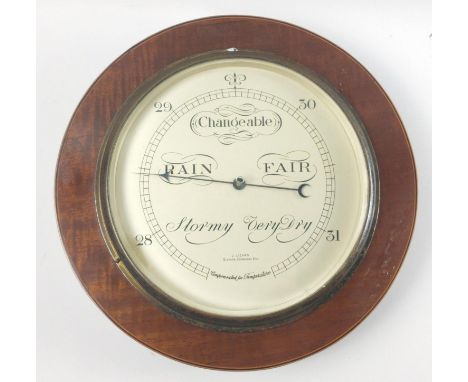 29 30
Changeable
RAIN FAIR
Stormy Very Dry
28 31
Compensated for Temperature